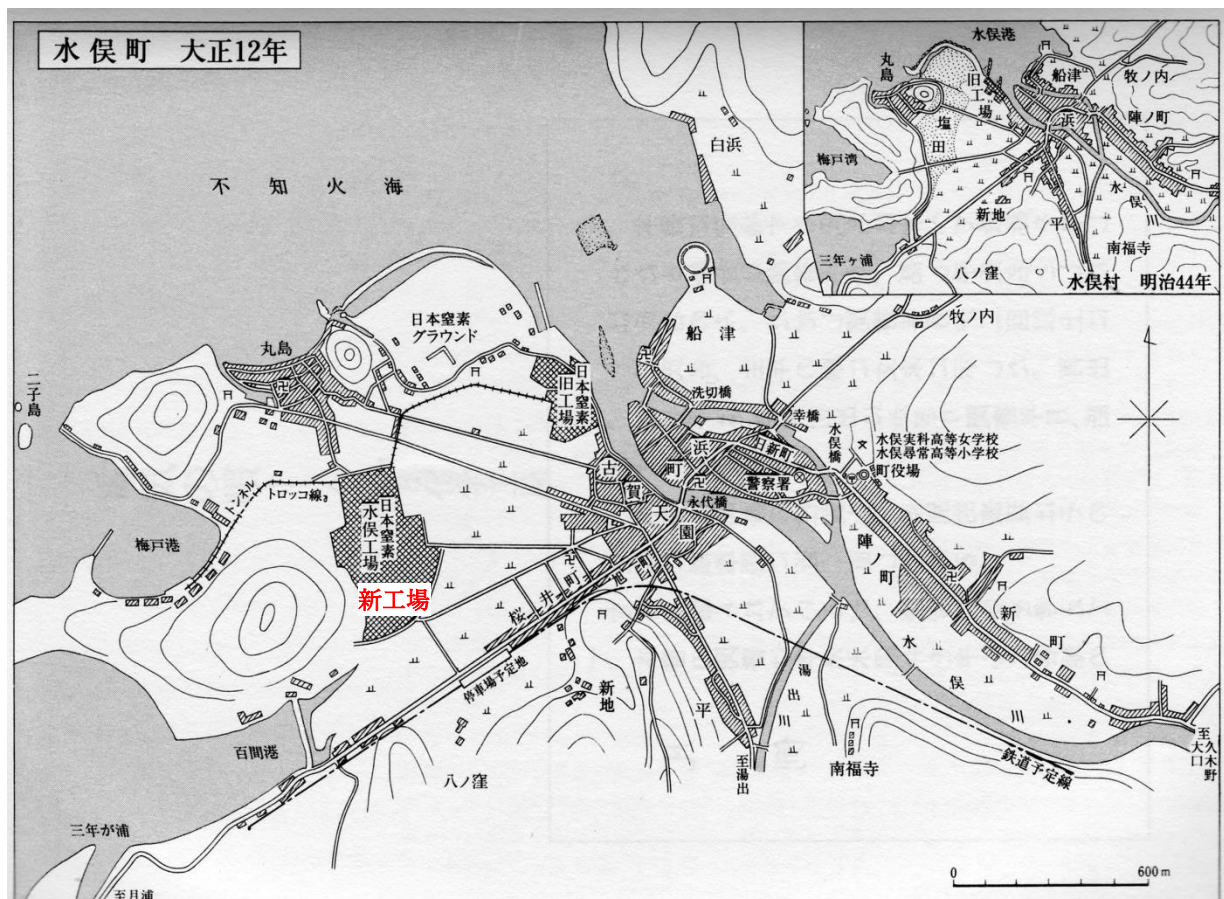 水俣町 大正12年
水俣港
丸島
旧工場
船津
牧ノ内
塩田
浜
陣ノ町
梅戸湾
水俣川
新地
平
南福寺
三年ヶ浦
八ノ窪
水俣村 明治44年
白浜
不知火海
牧ノ内
船津
日本窒素
グラウンド
丸島
二子島
日本窒素
旧工場
洗切橋
幸橋
水俣橋
水俣実科高等女学校
水俣尋常高等小学校
浜町
日新町
町役場
警察署
古賀
永代橋
天園
トンネル
トロッコ線
日本窒素
水俣工場
梅戸港
陣ノ町
新工場
旭町
桜井町
新町
水俣川
停車場予定地
新地
湯出川
平
百間港
八ノ窪
至湯出
南福寺
鉄道予定線
至久木野
大口
三年が浦
至月浦
0 600m